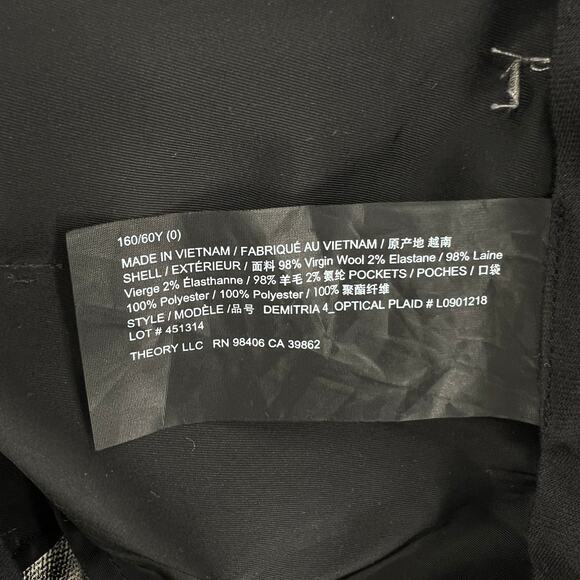 160/60Y (0)
MADE IN VIETNAM / FABRIQUÉ AU VIETNAM / 原产地 越南
SHELL / EXTÉRIEUR / 面料 98% Virgin Wool 2% Elastane / 98% Laine
Vierge 2% Élasthanne / 98% 羊毛 2% 氨纶 POCKETS / POCHES / 口袋
100% Polyester / 100% Polyester / 100% 聚酯纤维
STYLE / MODÈLE /品号 DEMITRIA 4_OPTICAL PLAID # L0901218
LOT # 451314
THEORY LLC RN 98406 CA 39862